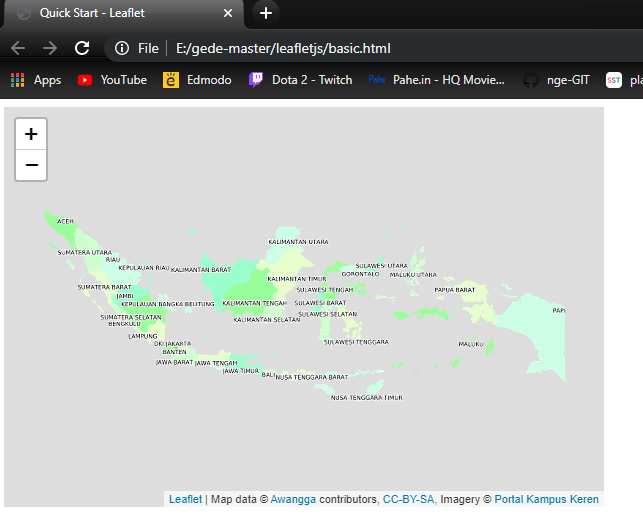 Quick Start - Leaflet
File | E:/gede-master/leafletjs/basic.html
Apps YouTube Edmodo Dota 2 - Twitch Pahe.in - HQ Movie... nge-GIT pla
+
−
ACEH
KALIMANTAN UTARA
SUMATERA UTARA
RIAU
KEPULAUAN RIAU KALIMANTAN BARAT SULAWESI UTARA
GORONTALO MALUKU UTARA
KALIMANTAN TIMUR
SUMATERA BARAT SULAWESI TENGAH PAPUA BARAT
JAMBI
KEPULAUAN BANGKA BELITUNG KALIMANTAN TENGAH SULAWESI BARAT
PAPI
SUMATERA SELATAN SULAWESI SELATAN
BENGKULU KALIMANTAN SELATAN
LAMPUNG
DKI JAKARTA SULAWESI TENGGARA MALUKU
BANTEN
JAWA BARAT JAWA TENGAH
JAWA TIMUR BALI NUSA TENGGARA BARAT
NUSA TENGGARA TIMUR
Leaflet | Map data © Awangga contributors, CC-BY-SA, Imagery © Portal Kampus Keren